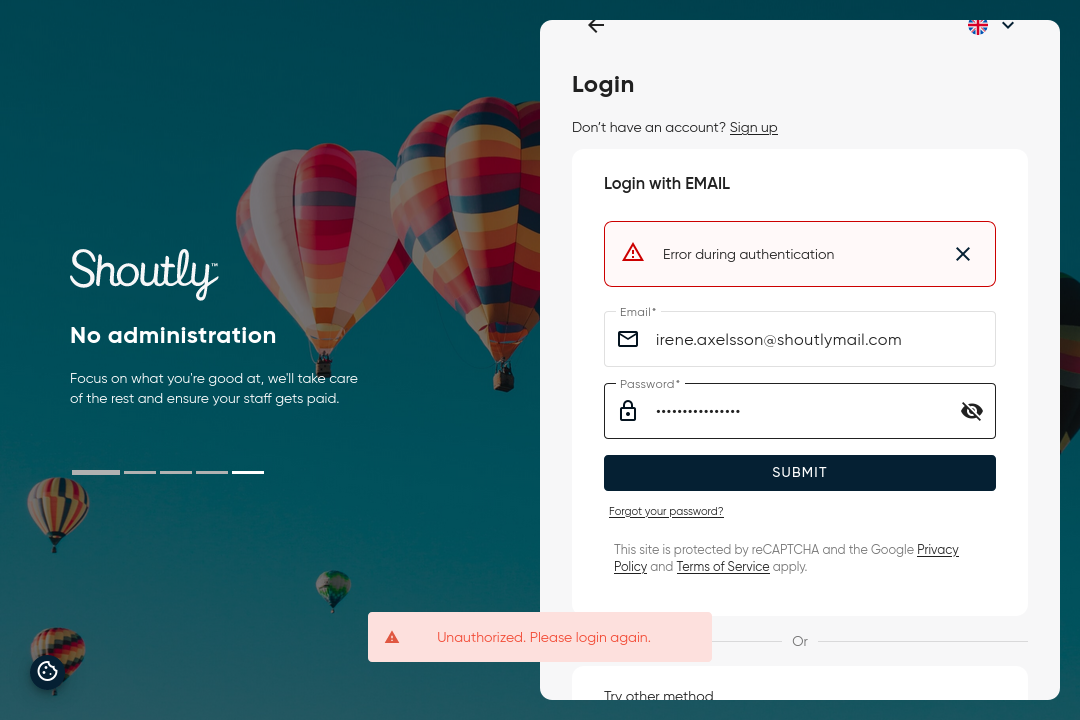 Shoutly™
No administration
Focus on what you're good at, we'll take care
of the rest and ensure your staff gets paid.
Login
Don’t have an account? Sign up
Login with EMAIL
Error during authentication
Email*
irene.axelsson@shoutlymail.com
Password*
••••••••••••••••
SUBMIT
Forgot your password?
This site is protected by reCAPTCHA and the Google Privacy
Policy and Terms of Service apply.
Unauthorized. Please login again.
Or
Try other method